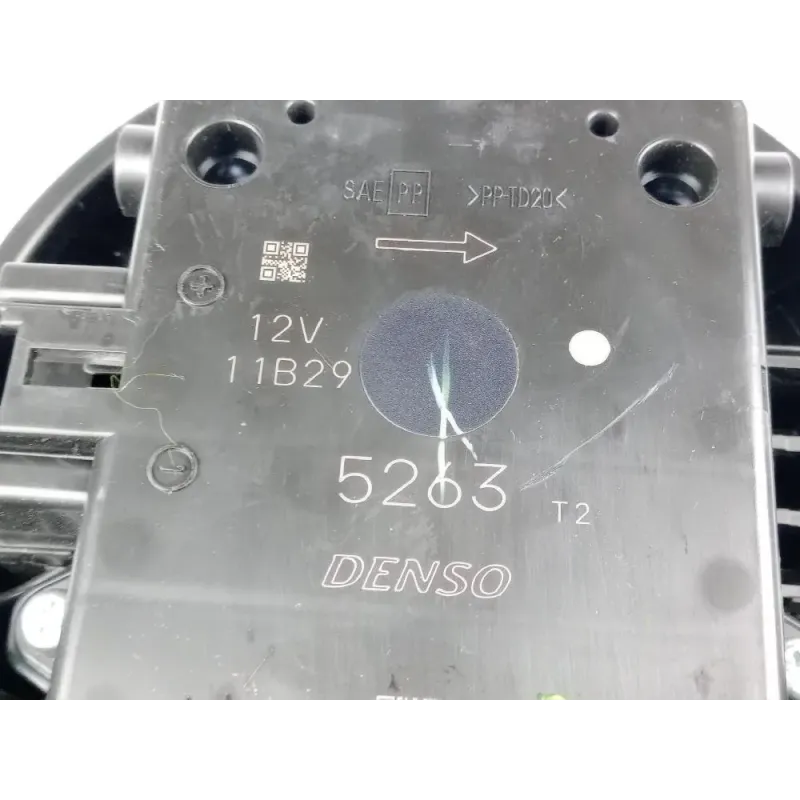 SAE PP >PP-TD20<
+
12V
11B29
-
5263 T2
DENSO